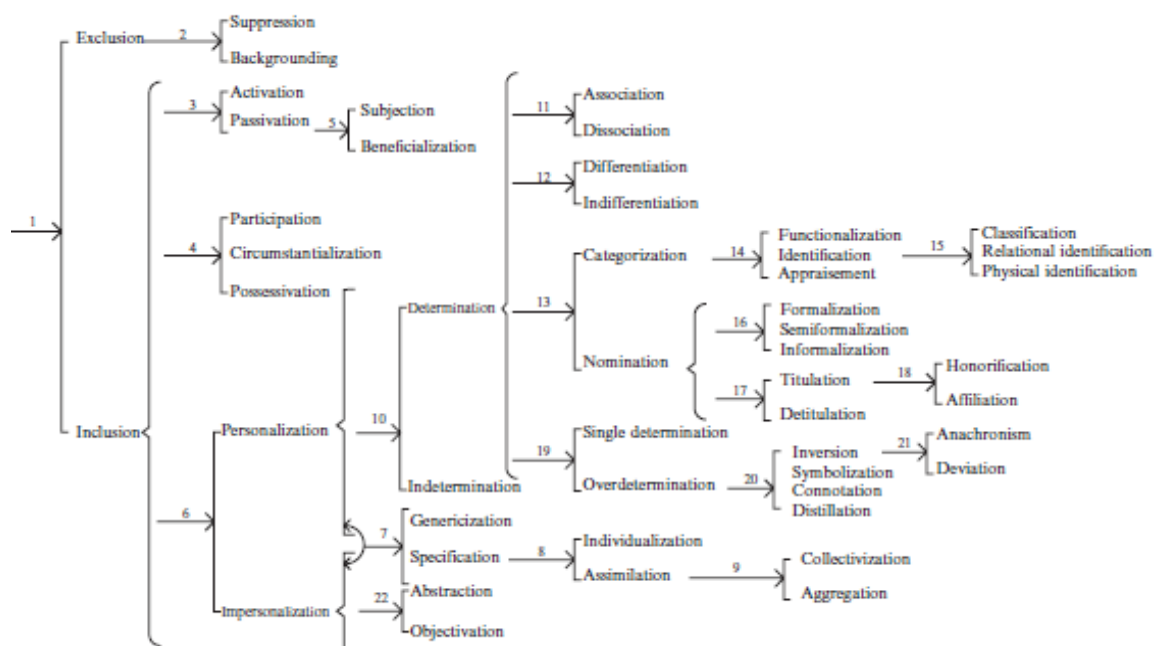 Suppression
Exclusion 2
Backgrounding
3 Activation
Passivation 5 Subjection
Beneficialization
11 Association
Dissociation
12 Differentiation
Indifferentiation
1
4 Participation
Circumstantialization
Possessivation
Determination 13 Categorization 14 Functionalization
Identification 15 Classification
Appraisement Relational identification
Physical identification
Nomination 16 Formalization
Semiformalization
Informalization
17 Titulation 18 Honorification
Detitulation Affiliation
Inclusion
6 Personalization 10
Indetermination
19 Single determination
Overdetermination 20 Inversion 21 Anachronism
Symbolization Deviation
Connotation
Distillation
7 Genericization
Specification 8 Individualization
Assimilation 9 Collectivization
Aggregation
Impersonalization 22 Abstraction
Objectivation